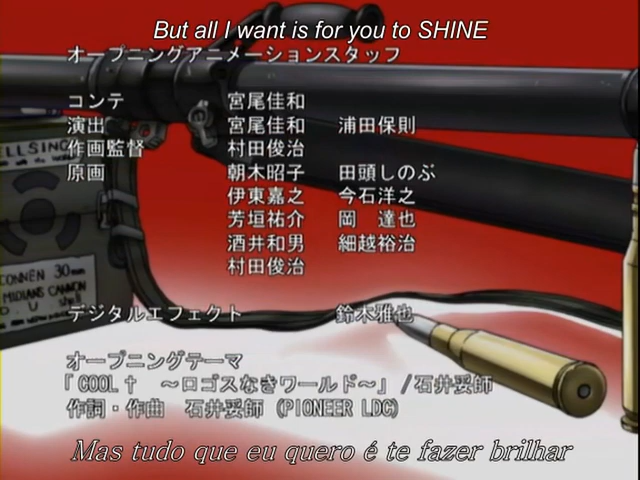 But all I want is for you to SHINE
オープニングアニメーションスタッフ
コンテ 宮尾佳和
演出 宮尾佳和 浦田保則
作画監督 村田俊治
原画 朝木昭子 田頭しのぶ
伊東嘉之 今石洋之
芳垣祐介 岡 達也
酒井和男 細越裕治
村田俊治
デジタルエフェクト 鈴木雅也
オープニングテーマ
「COOL† ～ロゴスなきワールド～」/石井妥師
作詞・作曲 石井妥師 (PIONEER LDC)
ELLSING
CONNEN 30mm
MIDIANS CANNON
Mas tudo que eu quero é te fazer brilhar